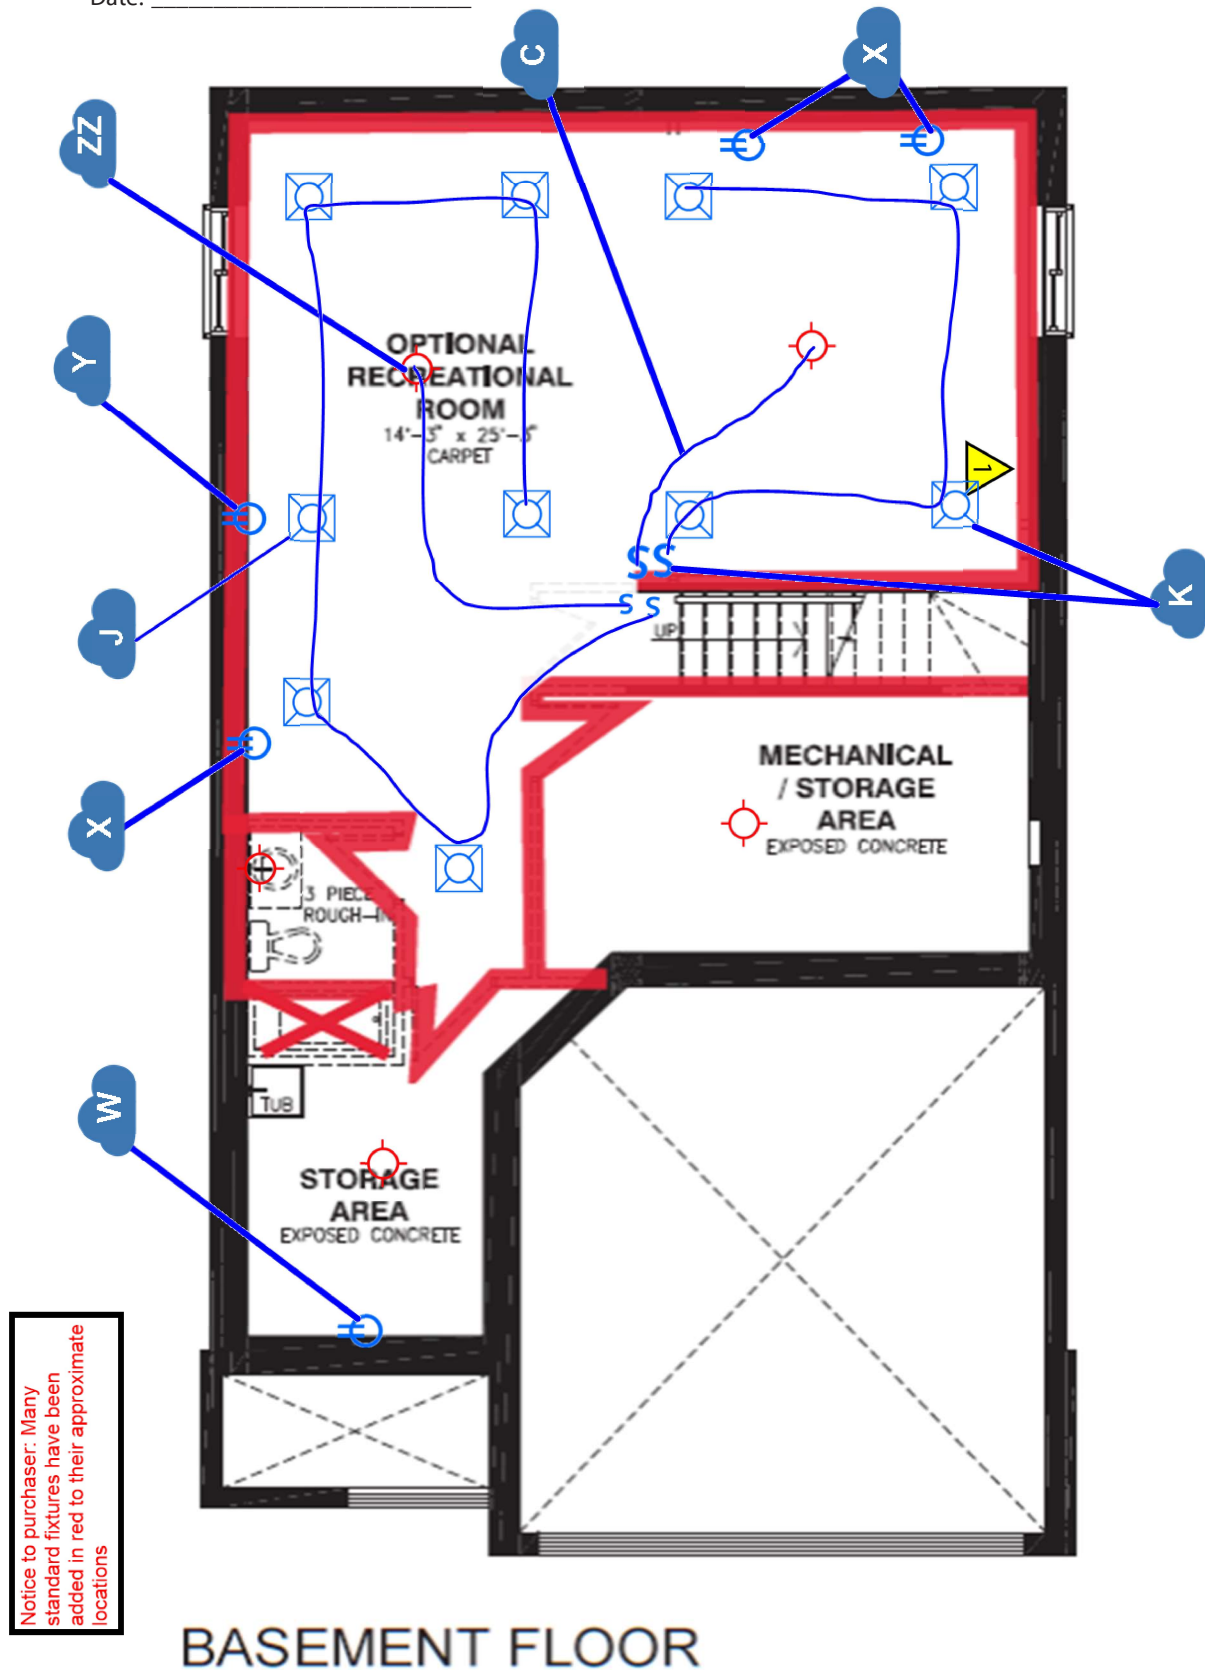 Date:
C
X
ZZ
OPTIONAL
RECREATIONAL
ROOM
14'-3" x 25'-3"
CARPET
Y
1
J
SS
S S
K
UP
X
MECHANICAL
/ STORAGE
AREA
EXPOSED CONCRETE
3 PIECE
ROUGH-IN
W
TUB
STORAGE
AREA
EXPOSED CONCRETE
Notice to purchaser: Many
standard fixtures have been
added in red to their approximate
locations
BASEMENT FLOOR